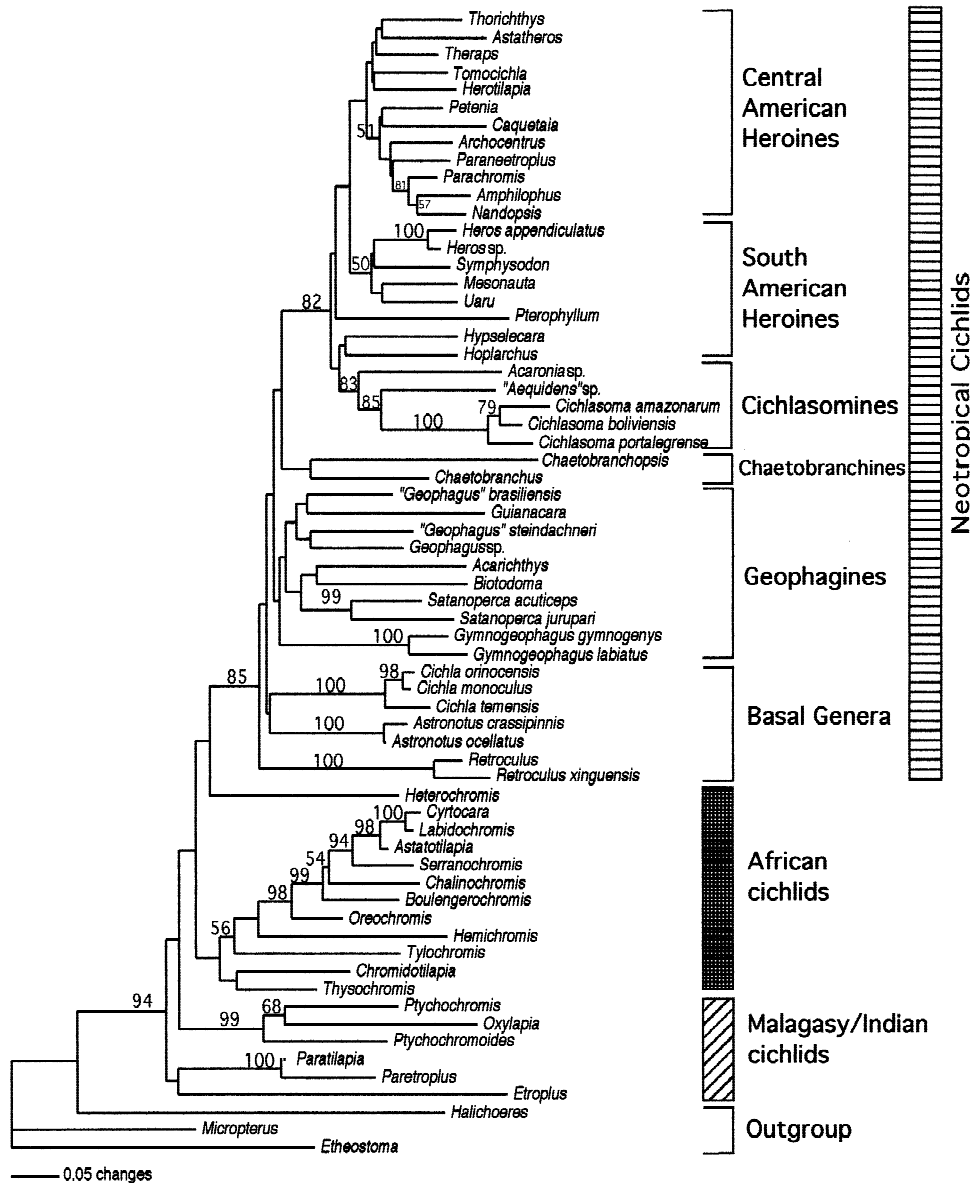 Thorichthys
Astatheros
Theraps
Tomocichla
Herotilapia
Petenia
51
Caquetaia
Archocentrus
Paraneetroplus
Parachromis
81
Amphilophus
57
Nandopsis
Central
American
Heroines
100
Heros appendiculatus
Heros sp.
50
Symphysodon
Mesonauta
Uaru
82
Pterophyllum
Hypselecara
Hoplarchus
South
American
Heroines
Acaronia sp.
83
"Aequidens" sp.
85
79
Cichlasoma amazonarum
100
Cichlasoma boliviensis
Cichlasoma portalegrense
Cichlasomines
Chaetobranchopsis
Chaetobranchus
Chaetobranchines
"Geophagus" brasiliensis
Guianacara
"Geophagus" steindachneri
Geophagus sp.
Acarichthys
Biotodoma
99
Satanoperca acuticeps
Satanoperca jurupari
100
Gymnogeophagus gymnogenys
Gymnogeophagus labiatus
Geophagines
85
98
Cichla orinocensis
100
Cichla monoculus
Cichla temensis
100
Astronotus crassipinnis
Astronotus ocellatus
100
Retroculus
Retroculus xinguensis
Basal Genera
Neotropical Cichlids
Heterochromis
100
Cyrtocara
98
Labidochromis
94
Astatotilapia
54
Serranochromis
99
Chalinochromis
98
Boulengerochromis
Oreochromis
56
Hemichromis
Tylochromis
Chromidotilapia
Thysochromis
African
cichlids
94
68
Ptychochromis
99
Oxylapia
Ptychochromoides
100
Paratilapia
Paretroplus
Etroplus
Malagasy/Indian
cichlids
Halichoeres
Micropterus
Etheostoma
Outgroup
0.05 changes